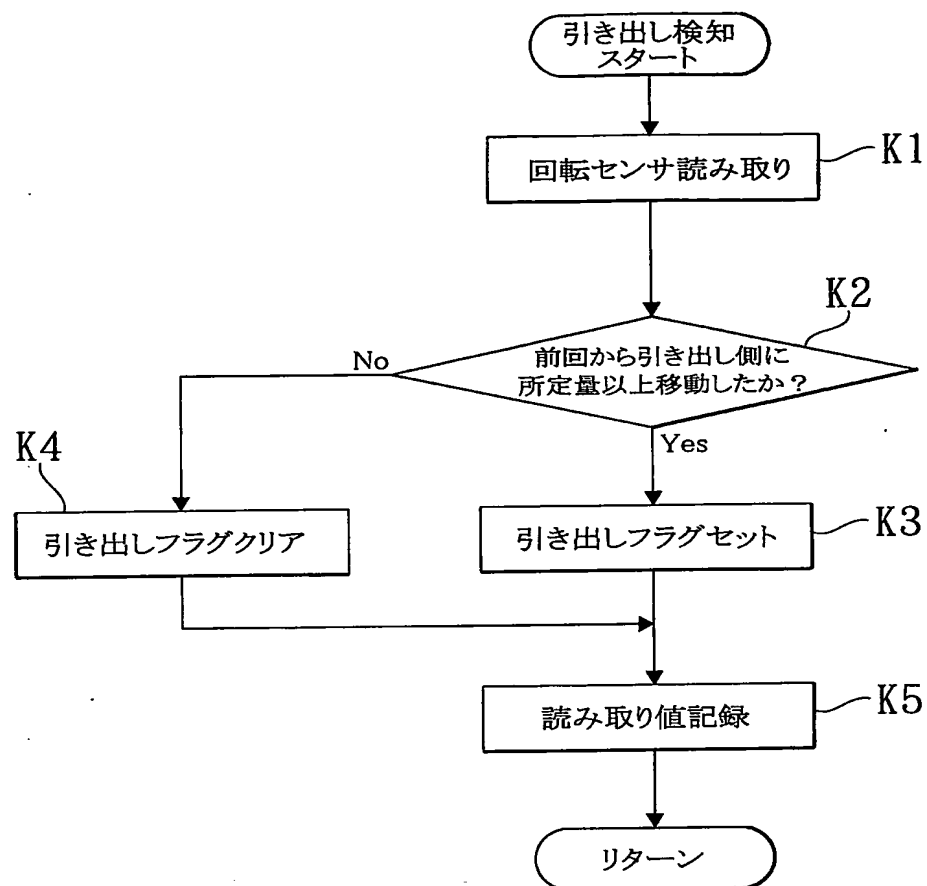 引き出し検知
スタート
回転センサ読み取り
K1
K2
前回から引き出し側に
所定量以上移動したか?
No
Yes
K4
引き出しフラグクリア
引き出しフラグセット
K3
読み取り値記録
K5
リターン